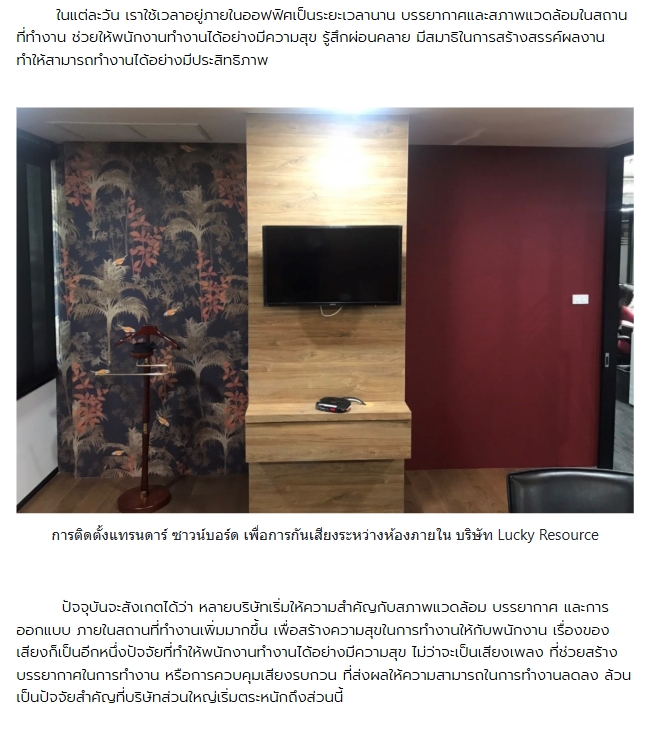 ในแต่ละวัน เราใช้เวลาอยู่ภายในออฟฟิศเป็นระยะเวลานาน บรรยากาศและสภาพแวดล้อมในสถาน
ที่ทำงาน ช่วยให้พนักงานทำงานได้อย่างมีความสุข รู้สึกผ่อนคลาย มีสมาธิในการสร้างสรรค์ผลงาน
ทำให้สามารถทำงานได้อย่างมีประสิทธิภาพ
การติดตั้งแทรนดาร์ ซาวน์บอร์ด เพื่อการกันเสียงระหว่างห้องภายใน บริษัท Lucky Resource
ปัจจุบันจะสังเกตได้ว่า หลายบริษัทเริ่มให้ความสำคัญกับสภาพแวดล้อม บรรยากาศ และการ
ออกแบบ ภายในสถานที่ทำงานเพิ่มมากขึ้น เพื่อสร้างความสุขในการทำงานให้กับพนักงาน เรื่องของ
เสียงก็เป็นอีกหนึ่งปัจจัยที่ทำให้พนักงานทำงานได้อย่างมีความสุข ไม่ว่าจะเป็นเสียงเพลง ที่ช่วยสร้าง
บรรยากาศในการทำงาน หรือการควบคุมเสียงรบกวน ที่ส่งผลให้ความสามารถในการทำงานลดลง ล้วน
เป็นปัจจัยสำคัญที่บริษัทส่วนใหญ่เริ่มตระหนักถึงส่วนนี้